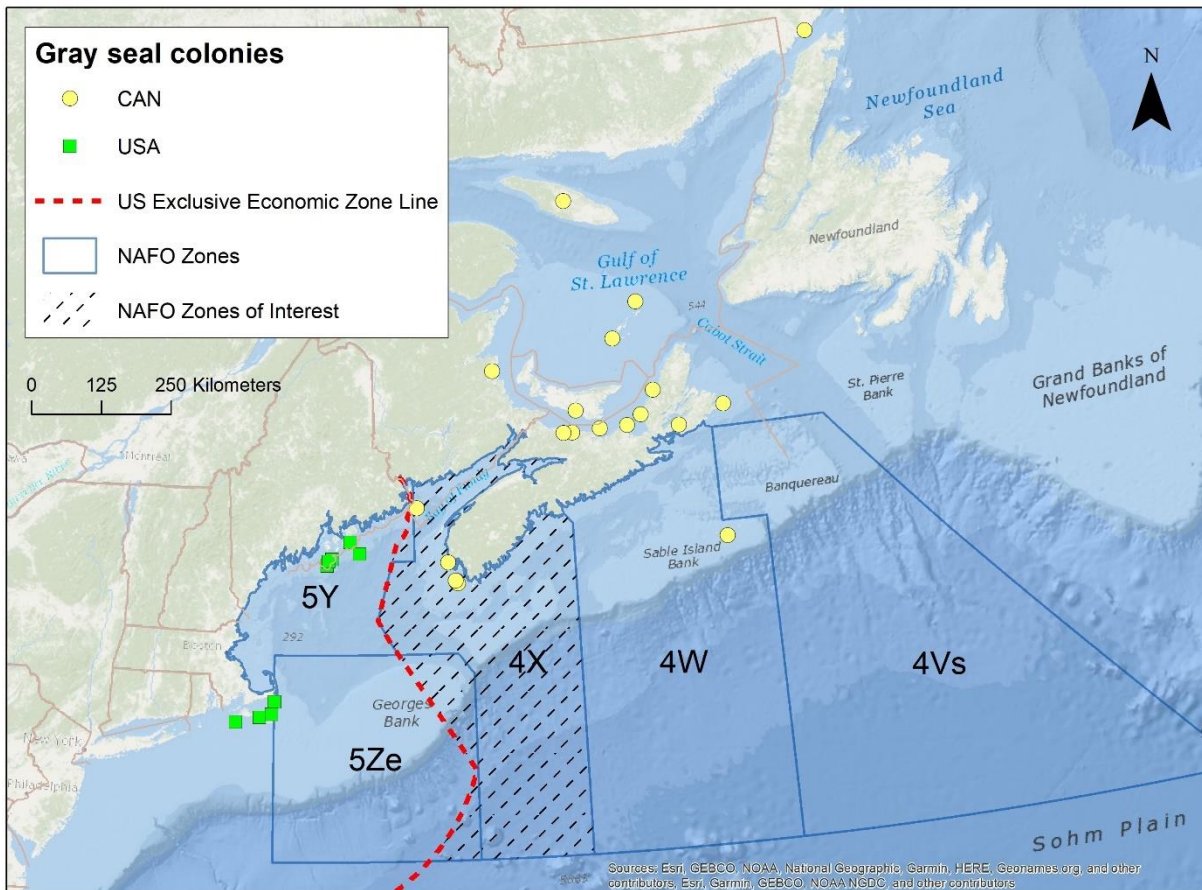 Gray seal colonies
CAN
USA
US Exclusive Economic Zone Line
NAFO Zones
NAFO Zones of Interest
0 125 250 Kilometers
N
Newfoundland
Sea
Newfoundland
Gulf of
St. Lawrence
544
Cabot Strait
St. Pierre
Bank
Grand Banks of
Newfoundland
Montreal
Banquereau
Sable Island
Bank
5Y
292
Boston
4X
4W
4Vs
Georges
Bank
New York
5Ze
Philadelphia
Sohm Plain
Sources: Esri, GEBCO, NOAA, National Geographic, Garmin, HERE, Geonames.org, and other
contributors, Esri, Garmin, GEBCO, NOAA NGDC, and other contributors